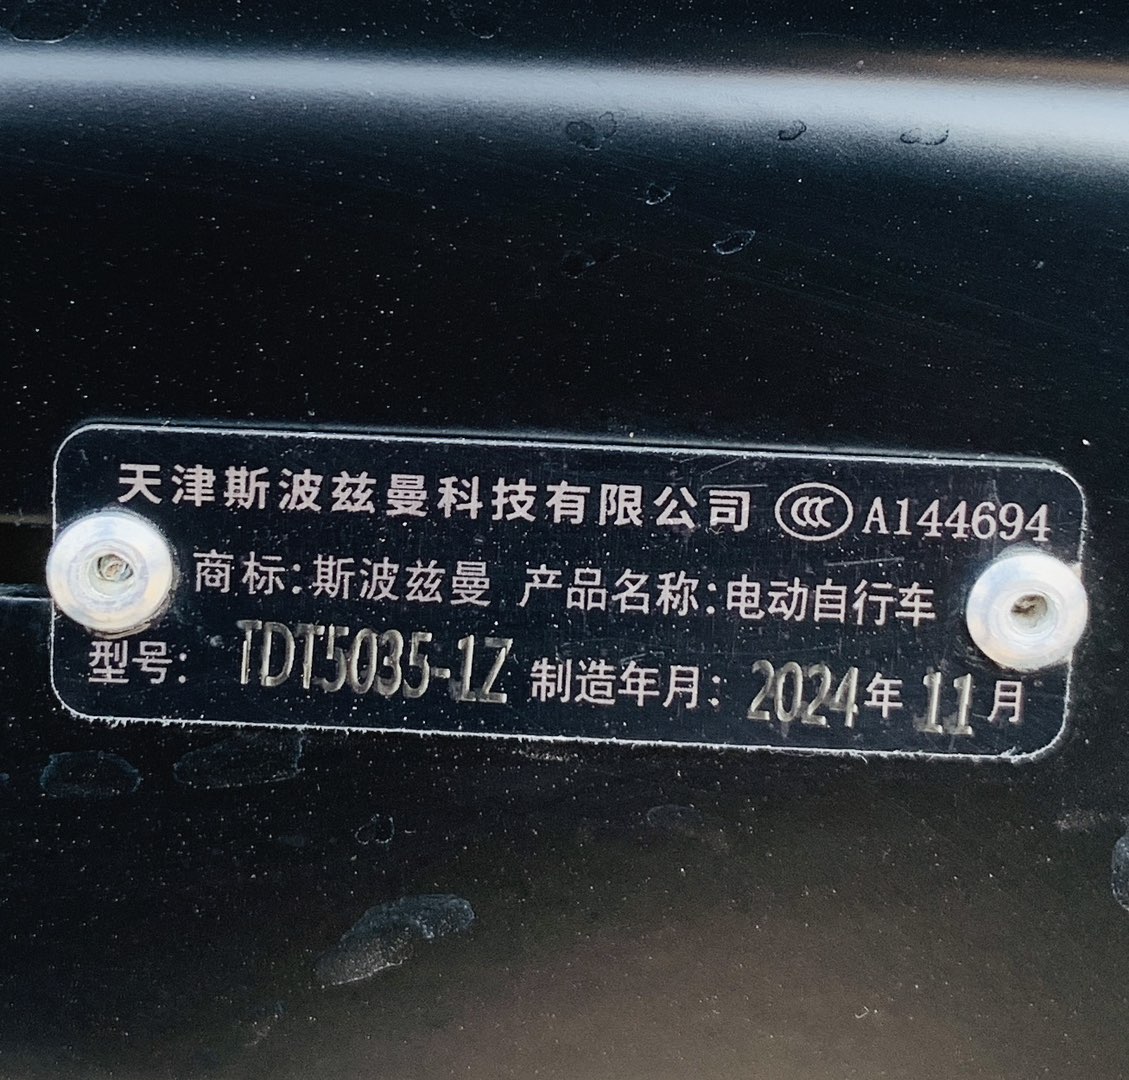 天津斯波兹曼科技有限公司 CCC A144694
商标:斯波兹曼 产品名称:电动自行车
型号: TDT5035-1Z 制造年月: 2024年 11月